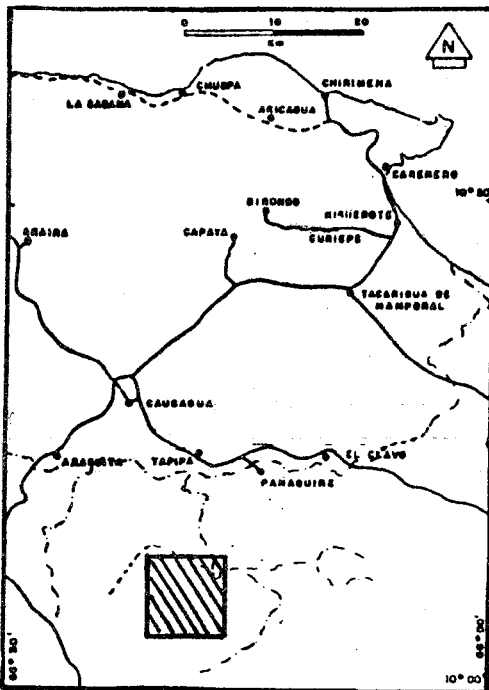 0 10 20
Km
N
CHIRIMENA
CHUSPA
LA SABANA
ARICAGUA
CARENERO
10° 30'
BIRONGO
HIGUEROTE
ARAIRA
CAPAYA
CURIEPE
TACARIGUA DE
MAMPORAL
CAUCAGUA
ARAGUITA
TAPIPA
EL CLAVO
PANAQUIRE
66° 30'
66° 00'
10° 00